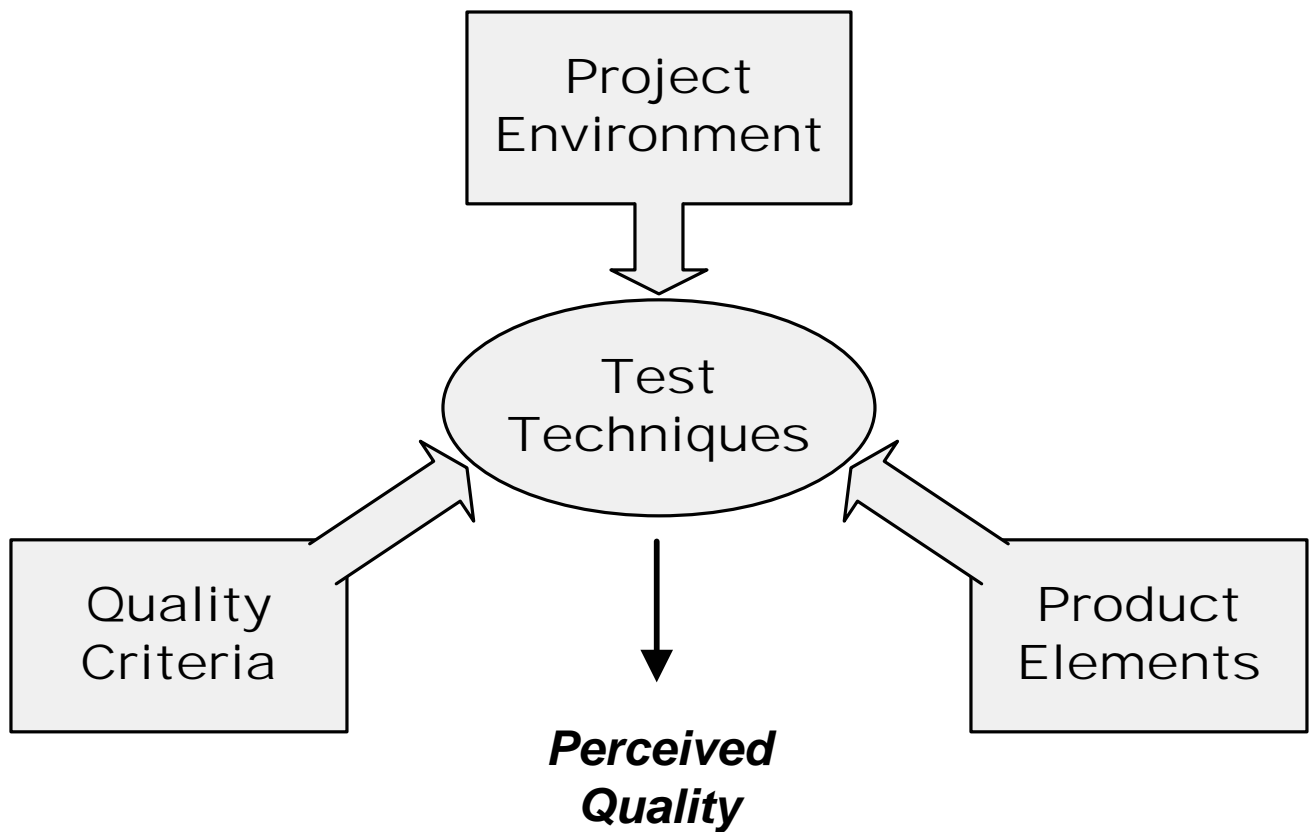 Project
Environment
Test
Techniques
Quality
Criteria
Product
Elements
Perceived
Quality